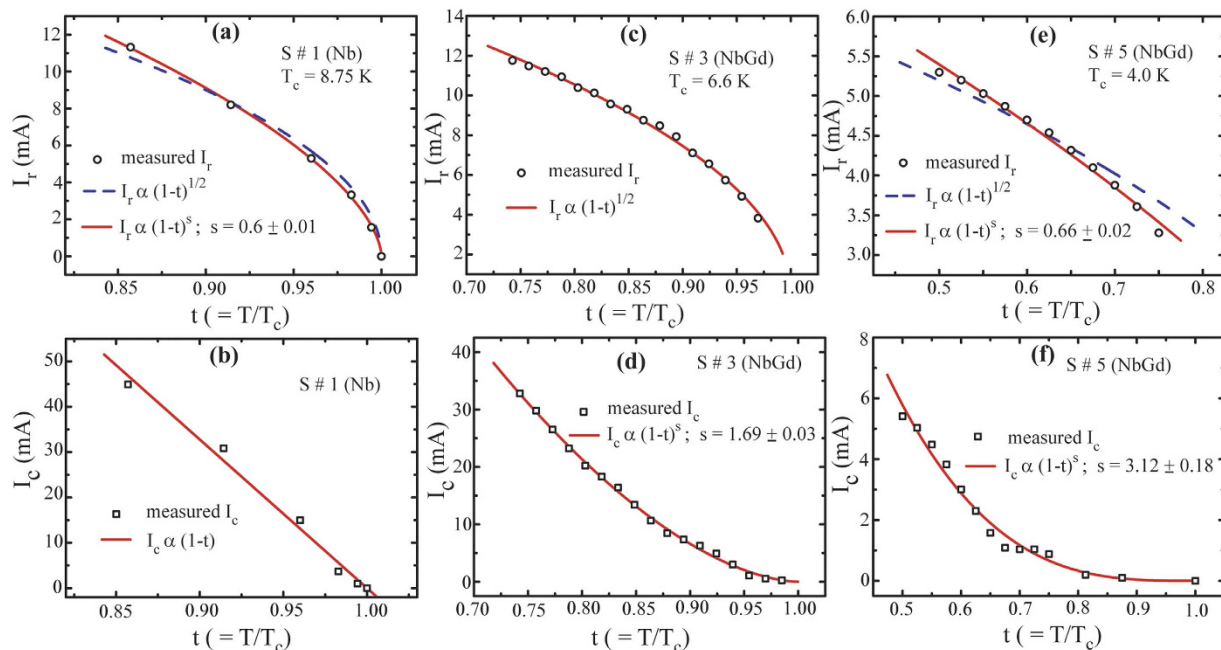 (a)
S # 1 (Nb)
T_c = 8.75 K
measured I_r
I_r α (1-t)^{1/2}
I_r α (1-t)^s ; s = 0.6 ± 0.01
I_r (mA)
12
10
8
6
4
2
0
0.85
0.90
0.95
1.00
t ( = T/T_c)
(c)
S # 3 (NbGd)
T_c = 6.6 K
measured I_r
I_r α (1-t)^{1/2}
I_r (mA)
14
12
10
8
6
4
2
0.70
0.75
0.80
0.85
0.90
0.95
1.00
t ( = T/T_c)
(e)
S # 5 (NbGd)
T_c = 4.0 K
measured I_r
I_r α (1-t)^{1/2}
I_r α (1-t)^s ; s = 0.66 ± 0.02
I_r (mA)
6.0
5.5
5.0
4.5
4.0
3.5
3.0
0.5
0.6
0.7
0.8
t ( = T/T_c)
(b)
S # 1 (Nb)
measured I_c
I_c α (1-t)
I_c (mA)
50
40
30
20
10
0
0.85
0.90
0.95
1.00
t ( = T/T_c)
(d)
S # 3 (NbGd)
measured I_c
I_c α (1-t)^s ; s = 1.69 ± 0.03
I_c (mA)
40
30
20
10
0
0.70
0.75
0.80
0.85
0.90
0.95
1.00
t ( = T/T_c)
(f)
S # 5 (NbGd)
measured I_c
I_c α (1-t)^s ; s = 3.12 ± 0.18
I_c (mA)
8
6
4
2
0
0.5
0.6
0.7
0.8
0.9
1.0
t ( = T/T_c)